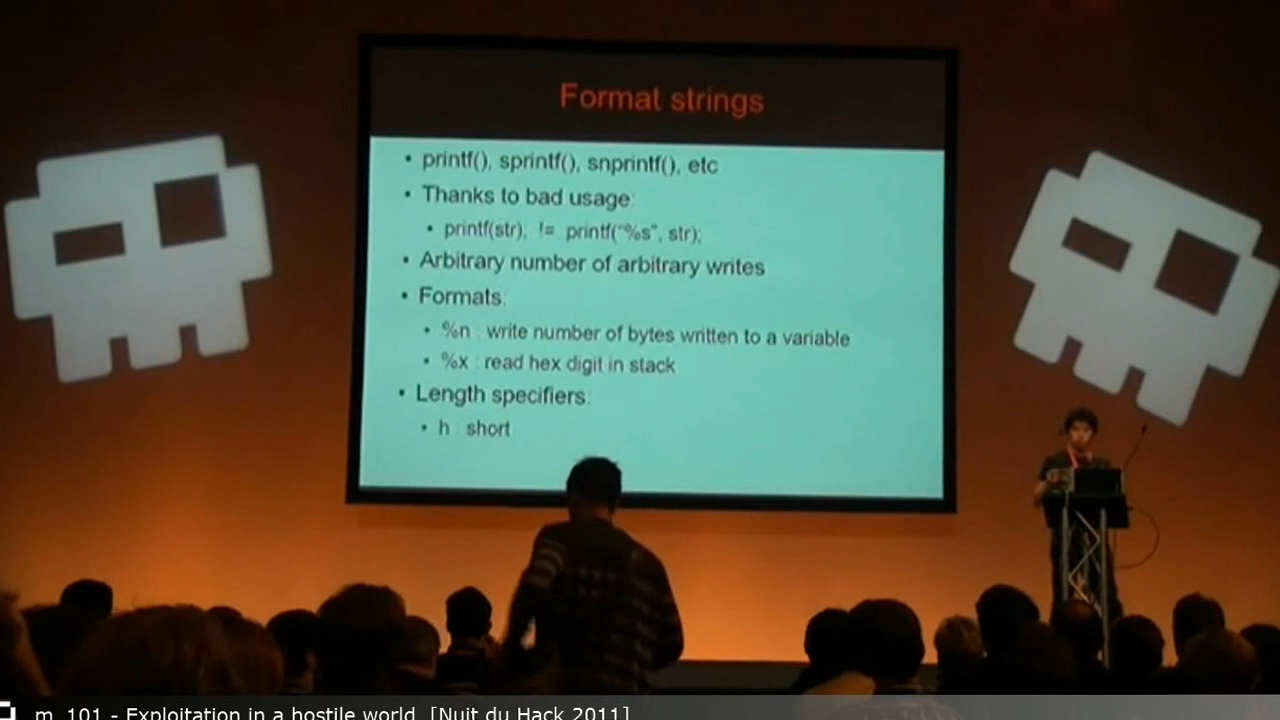 Format strings
• printf(), sprintf(), snprintf(), etc
• Thanks to bad usage:
• printf(str); != printf("%s", str);
• Arbitrary number of arbitrary writes
• Formats:
• %n : write number of bytes written to a variable
• %x : read hex digit in stack
• Length specifiers:
• h : short
m_101 - Exploitation in a hostile world [Nuit du Hack 2011]